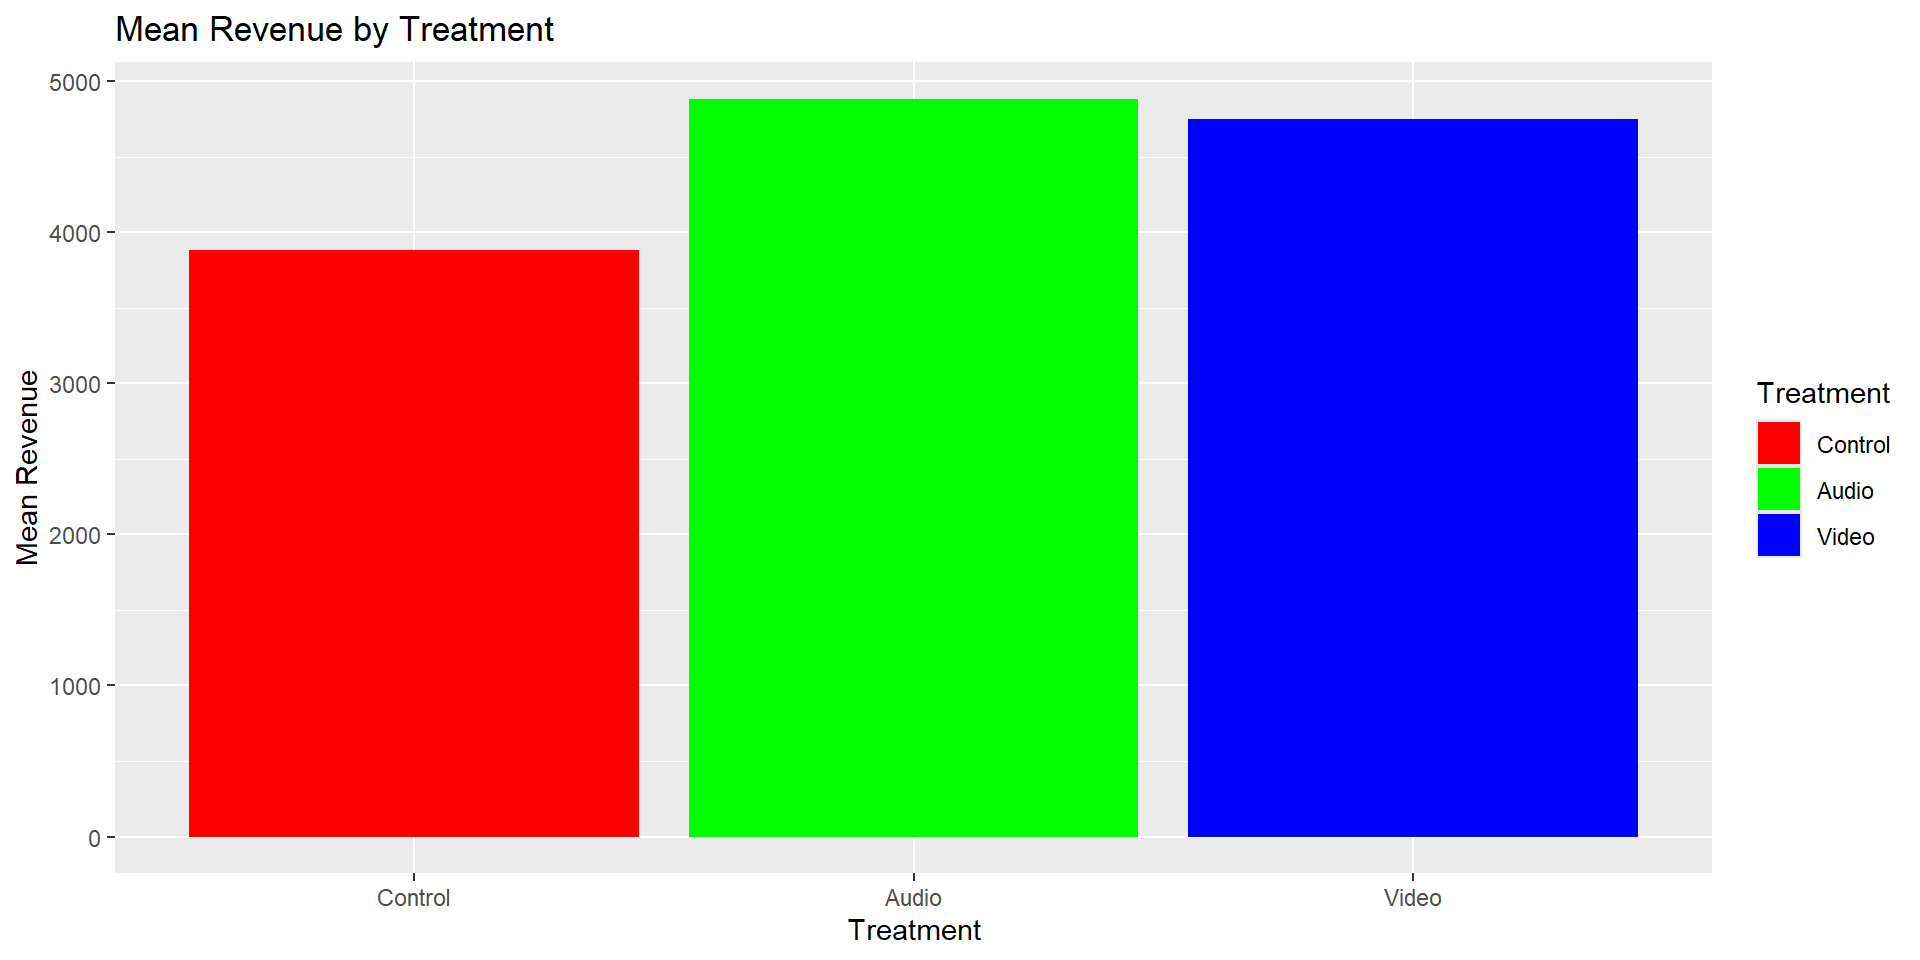 Mean Revenue by Treatment
5000
4000
3000
2000
1000
0
Mean Revenue
Control
Audio
Video
Treatment
Treatment
Control
Audio
Video